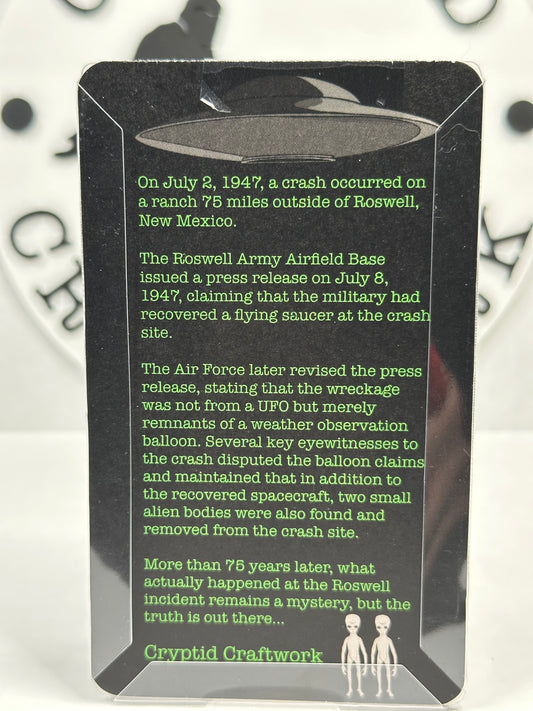 On July 2, 1947, a crash occurred on
a ranch 75 miles outside of Roswell,
New Mexico.
The Roswell Army Airfield Base
issued a press release on July 8,
1947, claiming that the military had
recovered a flying saucer at the crash
site.
The Air Force later revised the press
release, stating that the wreckage
was not from a UFO but merely
remnants of a weather observation
balloon. Several key eyewitnesses to
the crash disputed the balloon claims
and maintained that in addition to
the recovered spacecraft, two small
alien bodies were also found and
removed from the crash site.
More than 75 years later, what
actually happened at the Roswell
incident remains a mystery, but the
truth is out there...
Cryptid Craftwork